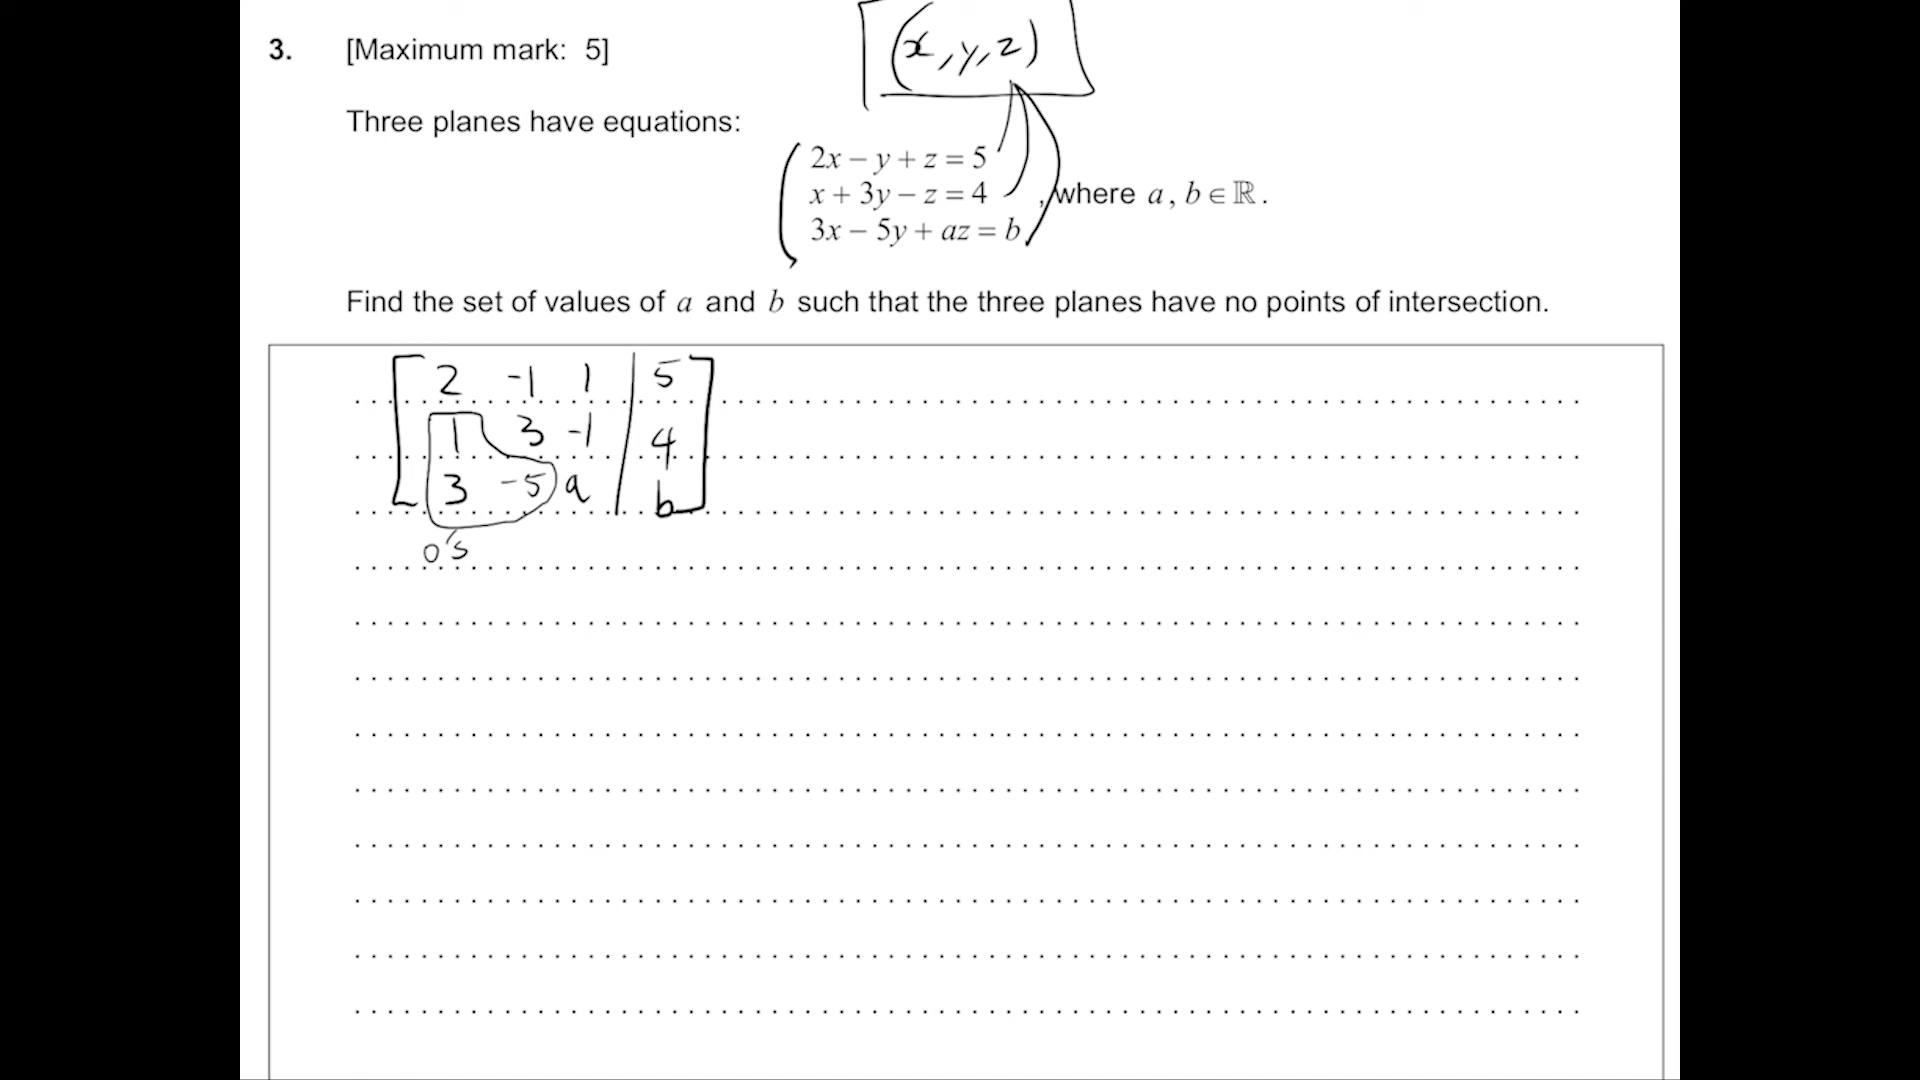 (x, y, z)
3. [Maximum mark: 5]
Three planes have equations:
2x − y + z = 5
x + 3y − z = 4 , where a, b ∈ ℝ.
3x − 5y + az = b
Find the set of values of a and b such that the three planes have no points of intersection.
2 -1 1 | 5
1 3 -1 | 4
3 -5 a | b
0's